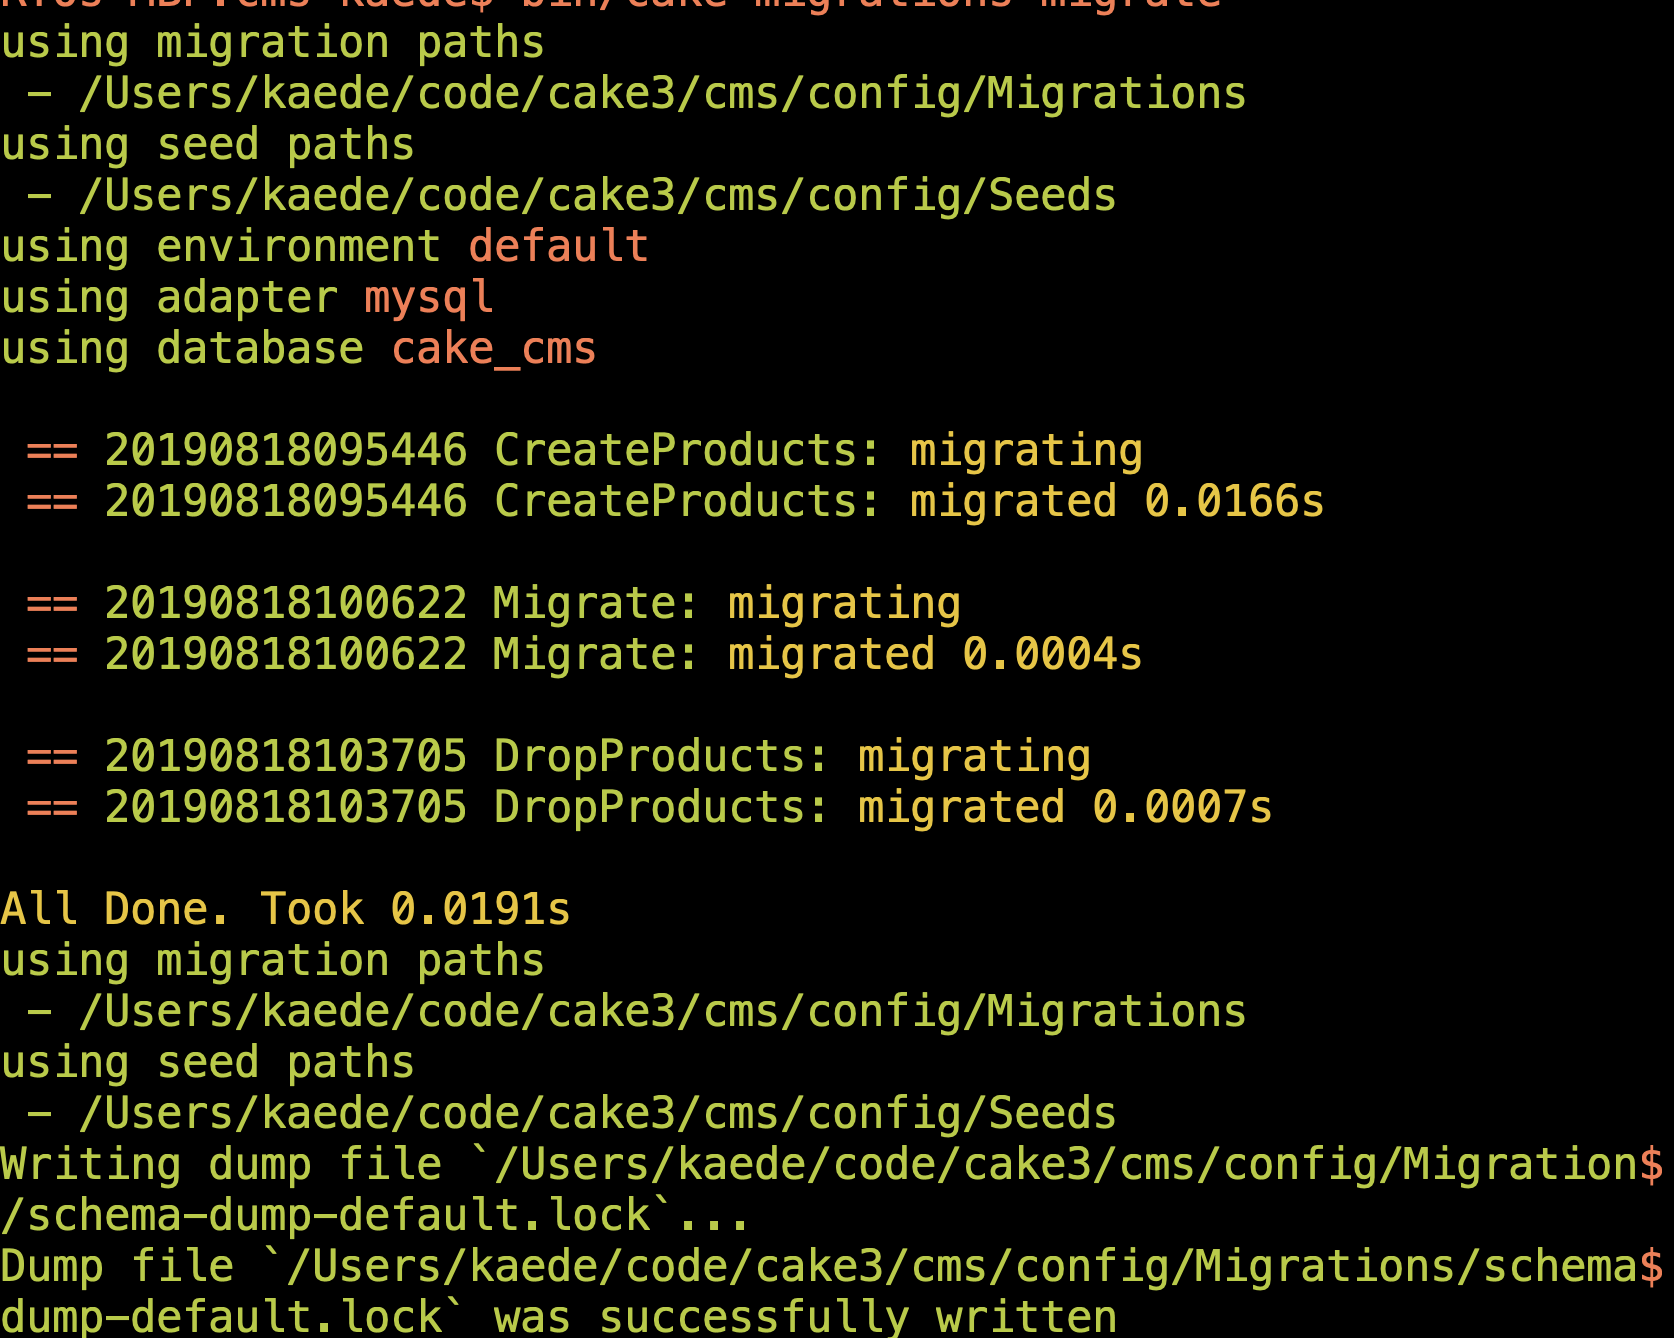 using migration paths
 - /Users/kaede/code/cake3/cms/config/Migrations
using seed paths
 - /Users/kaede/code/cake3/cms/config/Seeds
using environment default
using adapter mysql
using database cake_cms
 == 20190818095446 CreateProducts: migrating
 == 20190818095446 CreateProducts: migrated 0.0166s
 == 20190818100622 Migrate: migrating
 == 20190818100622 Migrate: migrated 0.0004s
 == 20190818103705 DropProducts: migrating
 == 20190818103705 DropProducts: migrated 0.0007s
All Done. Took 0.0191s
using migration paths
 - /Users/kaede/code/cake3/cms/config/Migrations
using seed paths
 - /Users/kaede/code/cake3/cms/config/Seeds
Writing dump file `/Users/kaede/code/cake3/cms/config/Migration$
/schema-dump-default.lock`...
Dump file `/Users/kaede/code/cake3/cms/config/Migrations/schema$
dump-default.lock` was successfully written